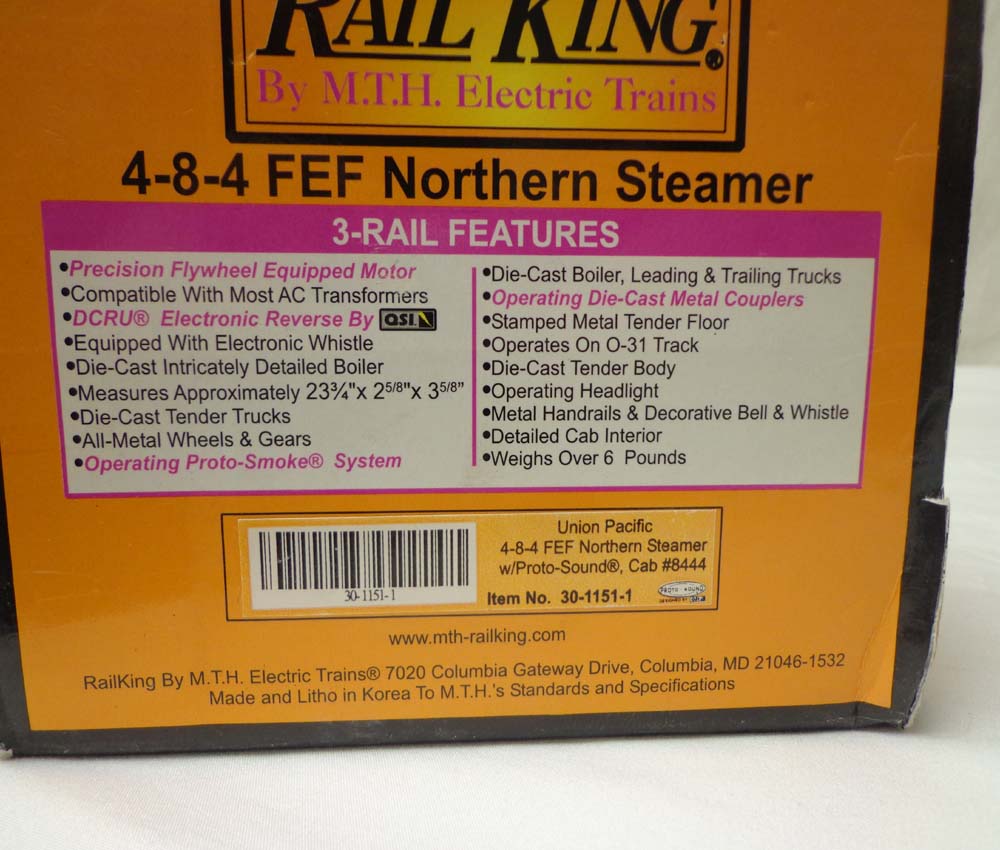 RAIL KING®
By M.T.H. Electric Trains
4-8-4 FEF Northern Steamer
3-RAIL FEATURES
•Precision Flywheel Equipped Motor
•Compatible With Most AC Transformers
•DCRU® Electronic Reverse By QSI
•Equipped With Electronic Whistle
•Die-Cast Intricately Detailed Boiler
•Measures Approximately 23¾"x 2 5/8"x 3 5/8"
•Die-Cast Tender Trucks
•All-Metal Wheels & Gears
•Operating Proto-Smoke® System
•Die-Cast Boiler, Leading & Trailing Trucks
•Operating Die-Cast Metal Couplers
•Stamped Metal Tender Floor
•Operates On O-31 Track
•Die-Cast Tender Body
•Operating Headlight
•Metal Handrails & Decorative Bell & Whistle
•Detailed Cab Interior
•Weighs Over 6 Pounds
30-1151-1
Union Pacific
4-8-4 FEF Northern Steamer
w/Proto-Sound®, Cab #8444
Item No. 30-1151-1
PROTO SOUND
www.mth-railking.com
RailKing By M.T.H. Electric Trains® 7020 Columbia Gateway Drive, Columbia, MD 21046-1532
Made and Litho in Korea To M.T.H.'s Standards and Specifications